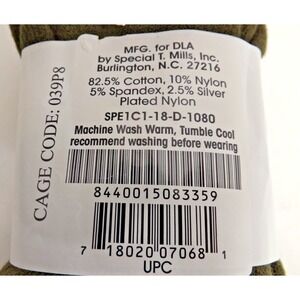 MFG. for DLA
by Special T. Mills, Inc.
Burlington, N.C. 27216
82.5% Cotton, 10% Nylon
5% Spandex, 2.5% Silver
Plated Nylon
SPE1C1-18-D-1080
Machine Wash Warm, Tumble Cool
recommend washing before wearing
8440015083359
7 18020 07068 1
UPC
CAGE CODE: 039P8